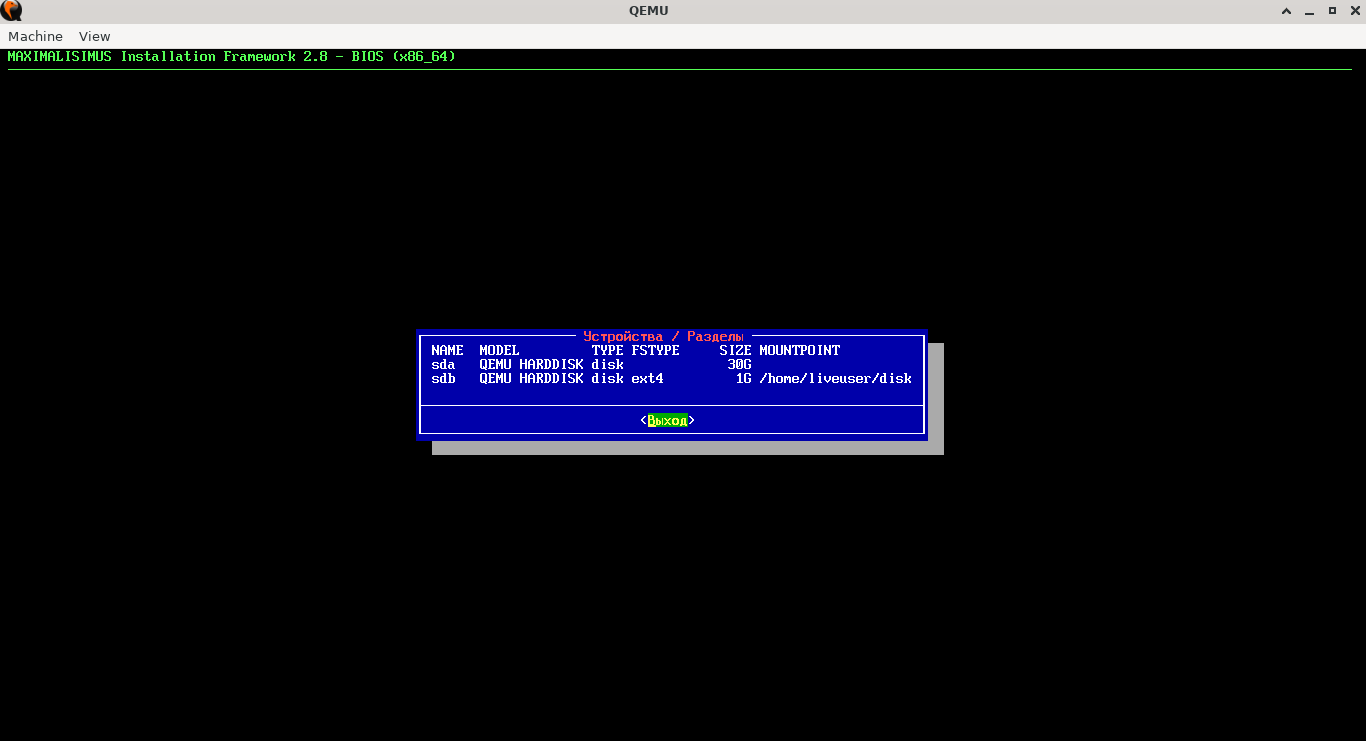 QEMU
Machine View
MAXIMALISIMUS Installation Framework 2.8 - BIOS (x86_64)
Устройства / Разделы
NAME MODEL TYPE FSTYPE SIZE MOUNTPOINT
sda QEMU HARDDISK disk 30G
sdb QEMU HARDDISK disk ext4 1G /home/liveuser/disk
<Выход>